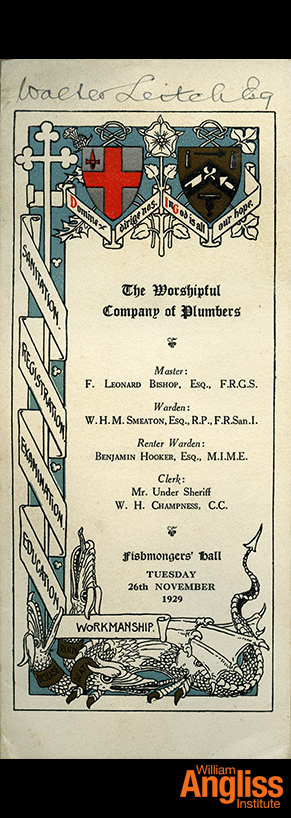 Walter Leitch Esq
Domine dirige nos.
In God is all our hope.
The Worshipful
Company of Plumbers
Master:
F. LEONARD BISHOP, ESQ., F.R.G.S.
Warden:
W. H. M. SMEATON, ESQ., R.P., F.R.San.I.
Renter Warden:
BENJAMIN HOOKER, ESQ., M.I.M.E.
Clerk:
Mr. Under Sheriff
W. H. CHAMPNESS, C.C.
Fishmongers' Hall
TUESDAY
26th NOVEMBER
1929
SANITATION.
REGISTRATION
EXAMINATION
EDUCATION.
WORKMANSHIP.
William
Angliss
Institute